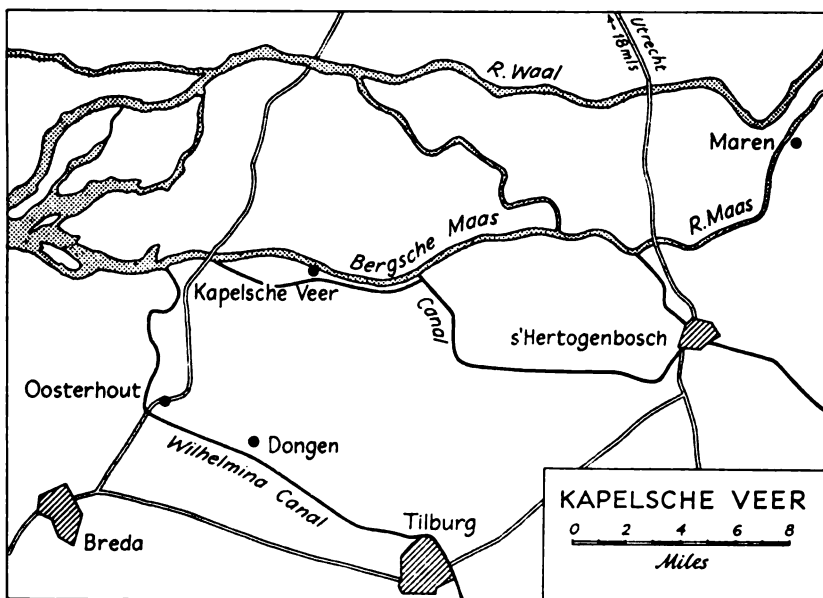 Utrecht
←18mls
R. Waal
Maren
R. Maas
Bergsche Maas
Kapelsche Veer
Canal
s'Hertogenbosch
Oosterhout
Dongen
Wilhelmina Canal
Breda
Tilburg
KAPELSCHE VEER
0 2 4 6 8
Miles